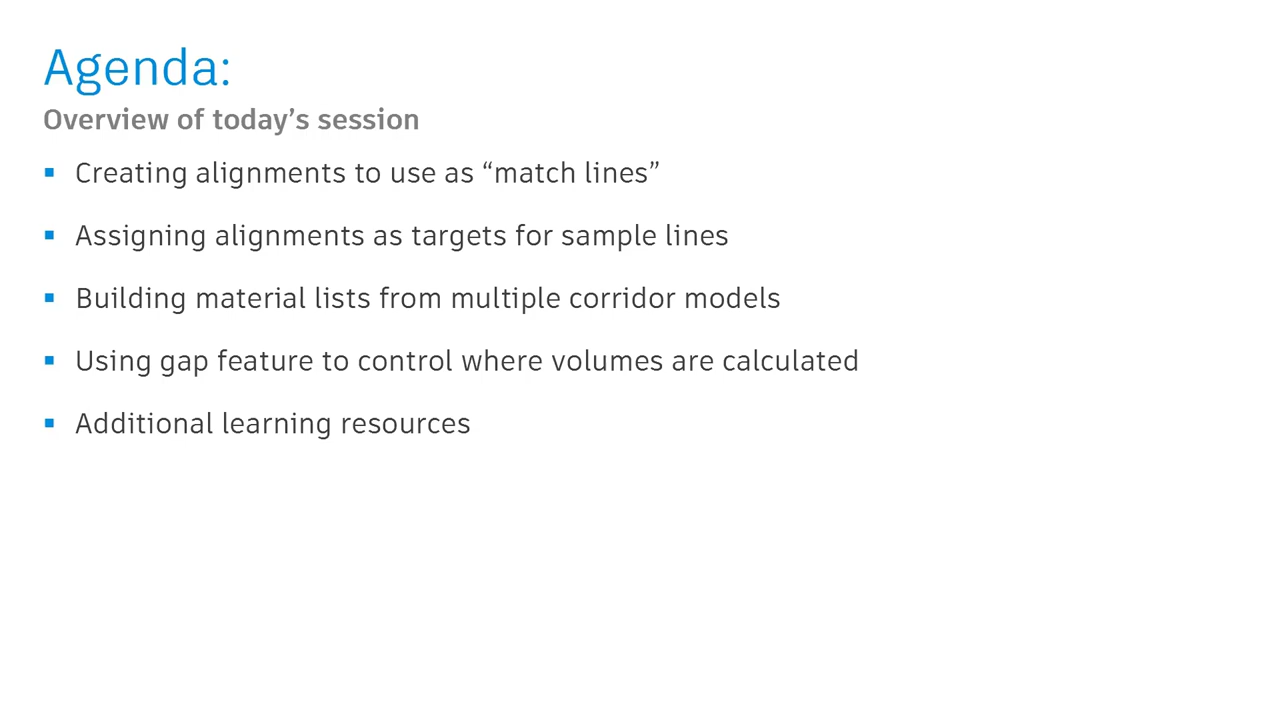 Agenda:
Overview of today’s session
▪ Creating alignments to use as “match lines”
▪ Assigning alignments as targets for sample lines
▪ Building material lists from multiple corridor models
▪ Using gap feature to control where volumes are calculated
▪ Additional learning resources